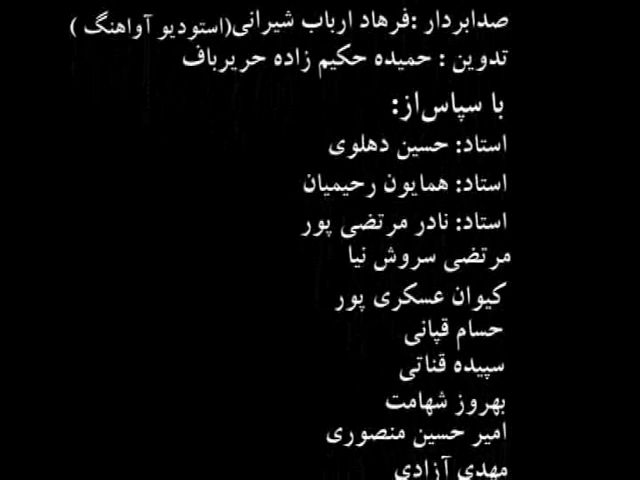 صدابردار :فرهاد ارباب شیرانی(استودیو آواهنگ )
تدوین : حمیده حکیم زاده حریرباف
با سپاس از:
استاد: حسین دهلوی
استاد: همایون رحیمیان
استاد: نادر مرتضی پور
مرتضی سروش نیا
کیوان عسکری پور
حسام قپانی
سپیده قناتی
بهروز شهامت
امیر حسین منصوری
مهدی آزادی